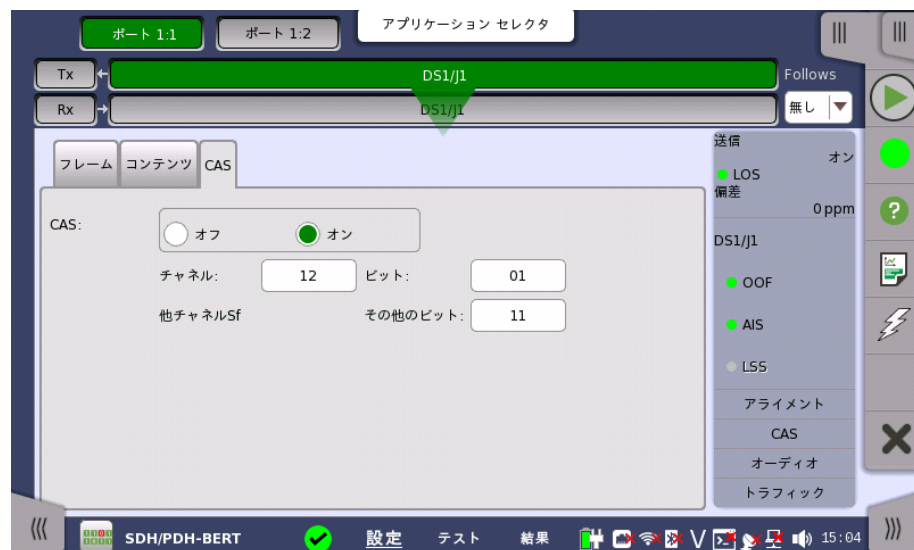 アプリケーション セレクタ
ポート 1:1
ポート 1:2
Tx
DS1/J1
Follows
Rx
DS1/J1
無し
フレーム
コンテンツ
CAS
CAS:
オフ
オン
チャネル:
12
ビット:
01
他チャネルSf
その他のビット:
11
送信
オン
LOS
偏差
0 ppm
DS1/J1
OOF
AIS
LSS
アライメント
CAS
オーディオ
トラフィック
SDH/PDH-BERT
設定
テスト
結果
15:04